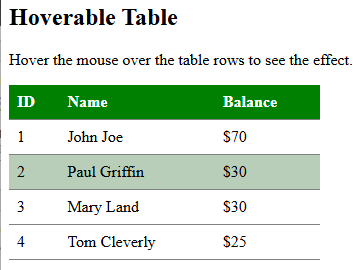 Hoverable Table
Hover the mouse over the table rows to see the effect.
ID Name Balance
1 John Joe $70
2 Paul Griffin $30
3 Mary Land $30
4 Tom Cleverly $25